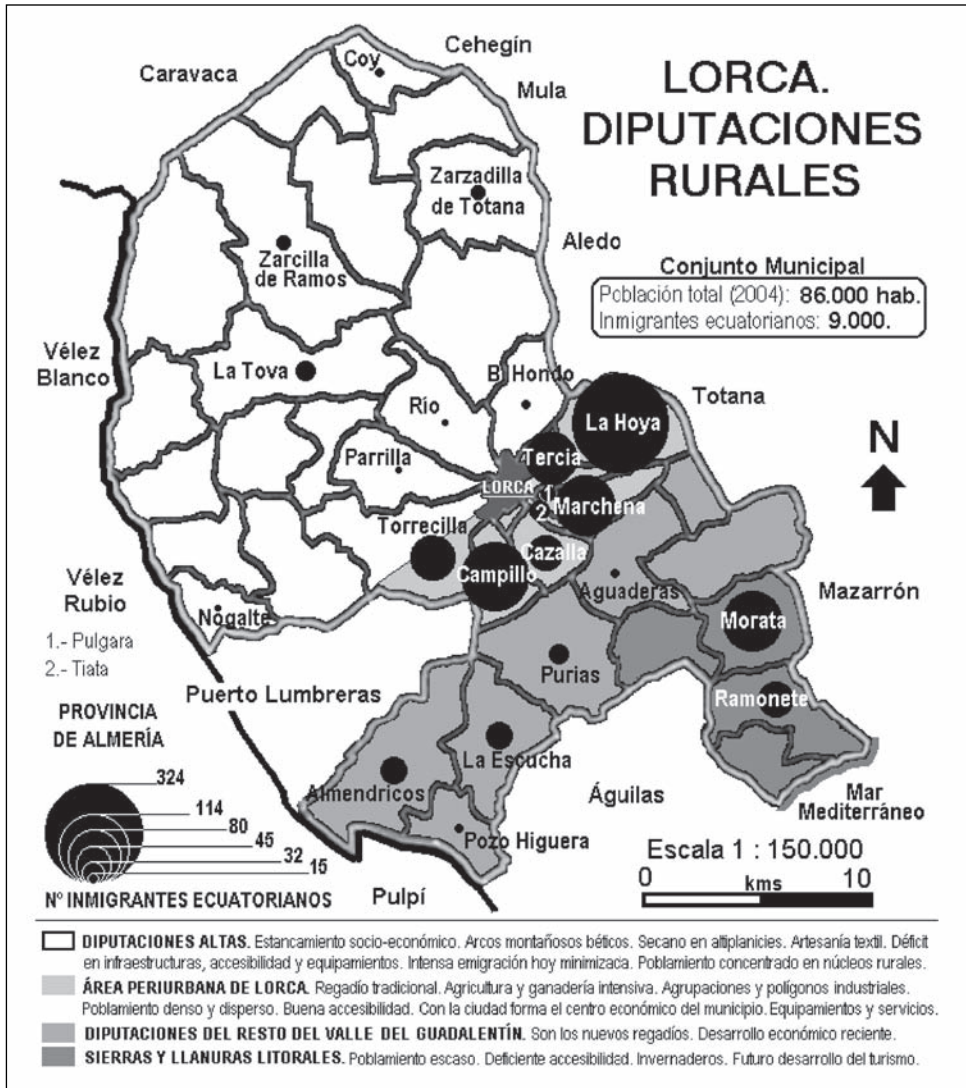 LORCA.
DIPUTACIONES
RURALES
Caravaca
Coy
Cehegín
Mula
Zarzadilla
de Totana
Aledo
Zarcilla
de Ramos
Conjunto Municipal
Población total (2004): 86.000 hab.
Inmigrantes ecuatorianos: 9.000.
Vélez
Blanco
La Tova
B. Hondo
Río
Totana
La Hoya
N
Parrilla
Tercia
LORCA
1
2
Marchena
Torrecilla
Campillo
Cazalla
Aguaderas
Mazarrón
Vélez
Rubio
Nogalte
Morata
1.- Pulgara
2.- Tiata
Purias
Puerto Lumbreras
Ramonete
PROVINCIA
DE ALMERÍA
La Escucha
Almendricos
Águilas
Mar
Mediterráneo
Pozo Higuera
324
114
80
45
32
15
Nº INMIGRANTES ECUATORIANOS
Pulpí
Escala 1 : 150.000
0 kms 10
DIPUTACIONES ALTAS. Estancamiento socio-económico. Arcos montañosos béticos. Secano en altiplanicies. Artesanía textil. Déficit
en infraestructuras, accesibilidad y equipamientos. Intensa emigración hoy minimizaca. Poblamiento concentrado en núcleos rurales.
ÁREA PERIURBANA DE LORCA. Regadío tradicional. Agricultura y ganadería intensiva. Agrupaciones y polígonos industriales.
Poblamiento denso y disperso. Buena accesibilidad. Con la ciudad forma el centro económico del municipio. Equipamientos y servicios.
DIPUTACIONES DEL RESTO DEL VALLE DEL GUADALENTÍN. Son los nuevos regadíos. Desarrollo económico reciente.
SIERRAS Y LLANURAS LITORALES. Poblamiento escaso. Deficiente accesibilidad. Invernaderos. Futuro desarrollo del turismo.